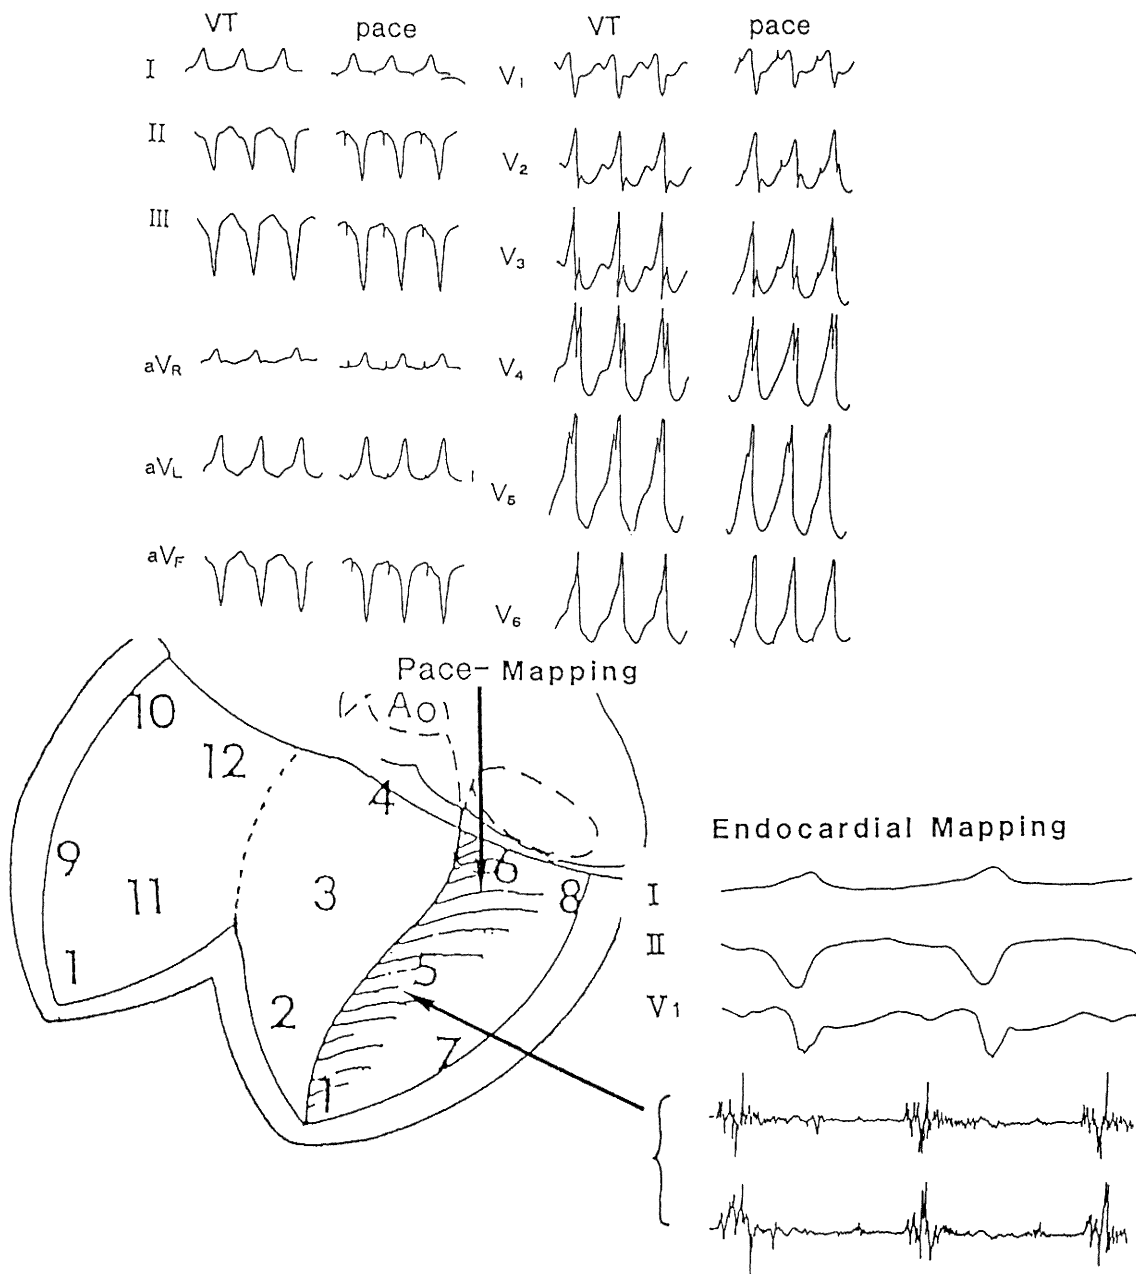 VT pace VT pace
I V1
II V2
III V3
aVR V4
aVL V5
aVF V6
Pace-Mapping
Ao
10
12
4
9
11
3
6
8
1
2
5
7
1
Endocardial Mapping
I
II
V1